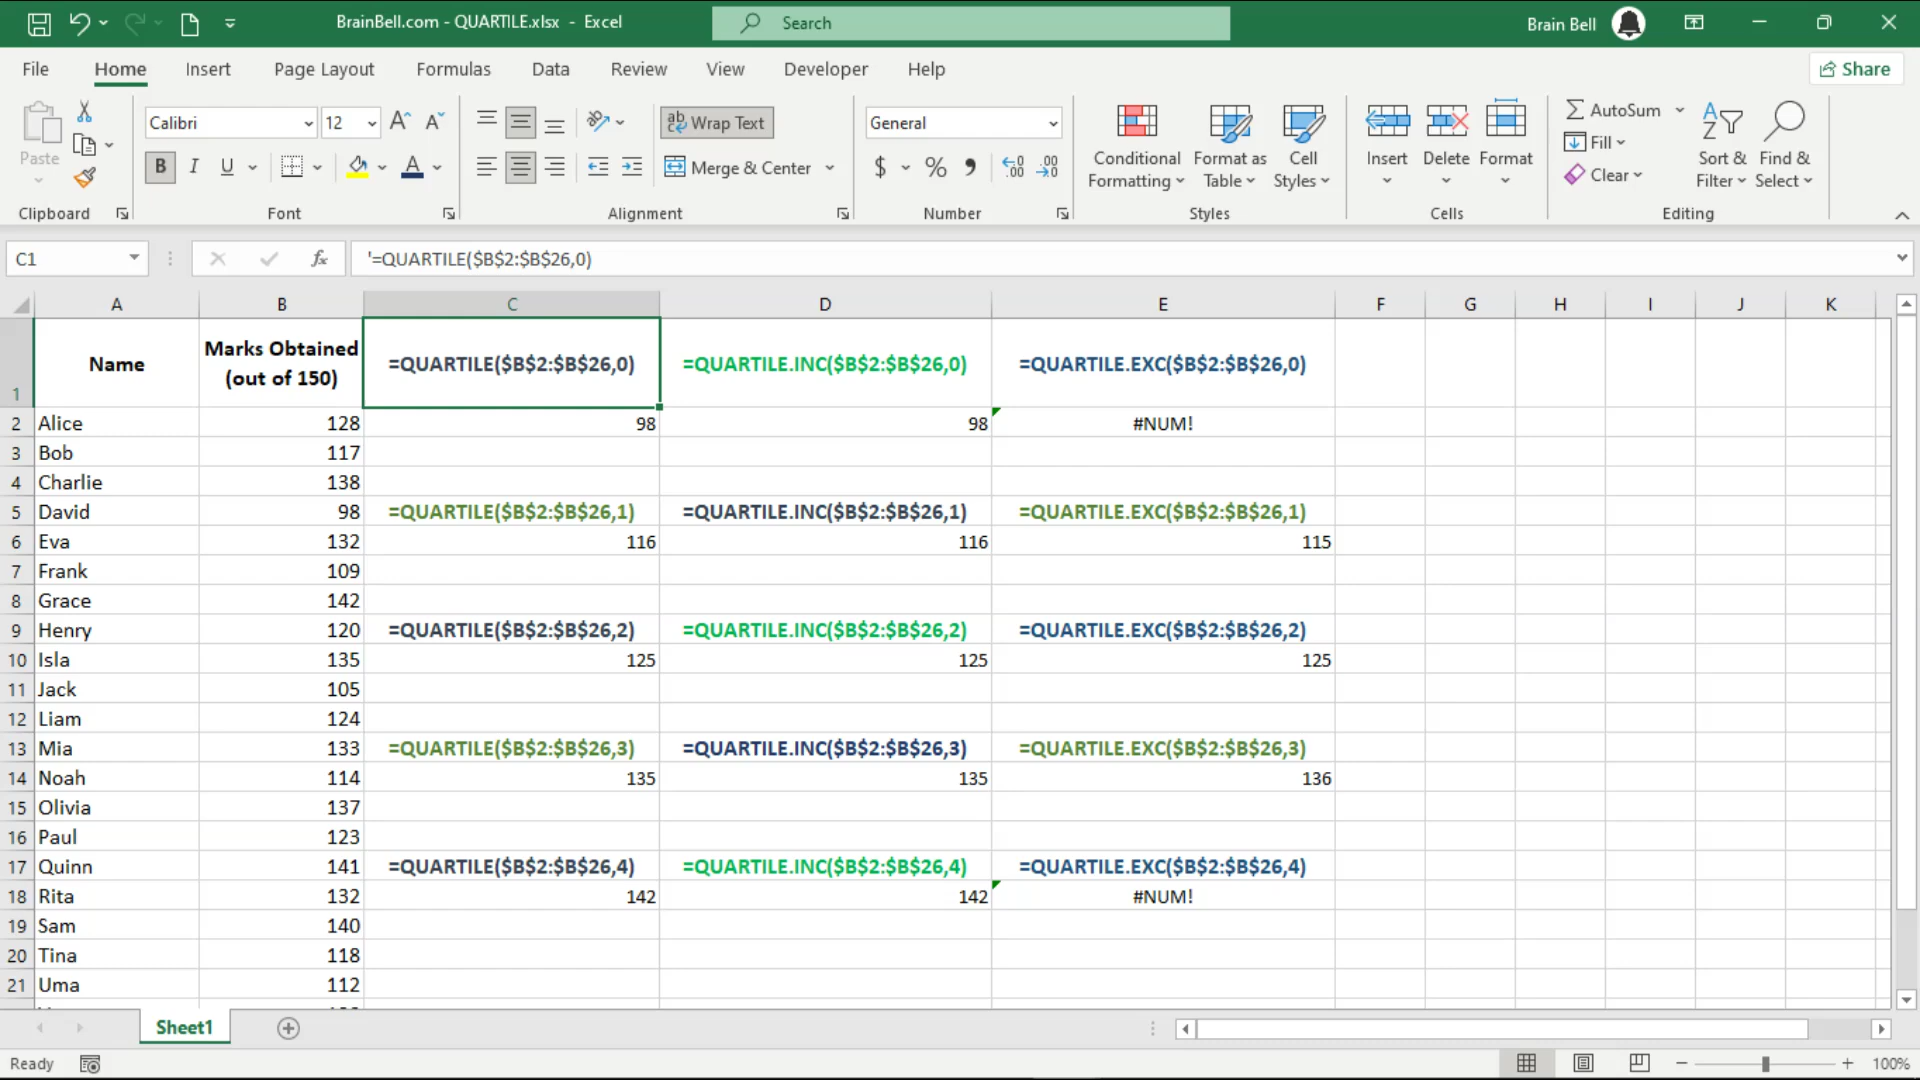 BrainBell.com - QUARTILE.xlsx - Excel
Search
Brain Bell
File Home Insert Page Layout Formulas Data Review View Developer Help
Share
Paste
Calibri 12
B I U
Wrap Text
Merge & Center
General
$ % 9
Conditional Formatting
Format as Table
Cell Styles
Insert Delete Format
AutoSum
Fill
Clear
Sort & Filter
Find & Select
Clipboard Font Alignment Number Styles Cells Editing
C1 fx '=QUARTILE($B$2:$B$26,0)
A B C D E F G H I J K
1 Name Marks Obtained (out of 150) =QUARTILE($B$2:$B$26,0) =QUARTILE.INC($B$2:$B$26,0) =QUARTILE.EXC($B$2:$B$26,0)
2 Alice 128 98 98 #NUM!
3 Bob 117
4 Charlie 138
5 David 98 =QUARTILE($B$2:$B$26,1) =QUARTILE.INC($B$2:$B$26,1) =QUARTILE.EXC($B$2:$B$26,1)
6 Eva 132 116 116 115
7 Frank 109
8 Grace 142
9 Henry 120 =QUARTILE($B$2:$B$26,2) =QUARTILE.INC($B$2:$B$26,2) =QUARTILE.EXC($B$2:$B$26,2)
10 Isla 135 125 125 125
11 Jack 105
12 Liam 124
13 Mia 133 =QUARTILE($B$2:$B$26,3) =QUARTILE.INC($B$2:$B$26,3) =QUARTILE.EXC($B$2:$B$26,3)
14 Noah 114 135 135 136
15 Olivia 137
16 Paul 123
17 Quinn 141 =QUARTILE($B$2:$B$26,4) =QUARTILE.INC($B$2:$B$26,4) =QUARTILE.EXC($B$2:$B$26,4)
18 Rita 132 142 142 #NUM!
19 Sam 140
20 Tina 118
21 Uma 112
Sheet1
Ready
100%